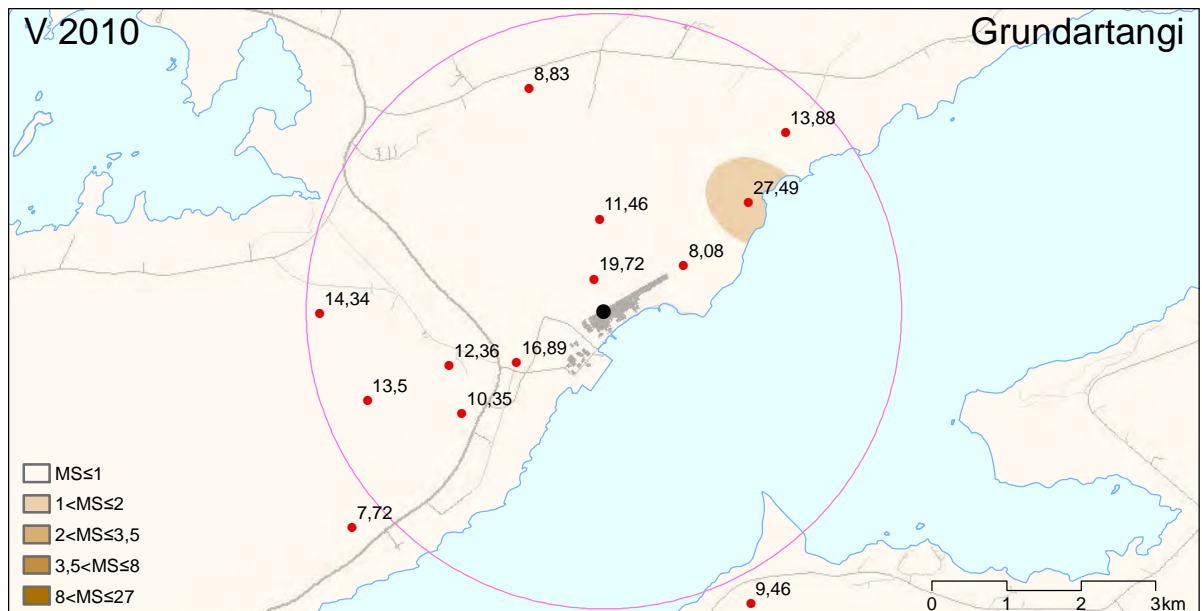 V 2010
Grundartangi
8,83
13,88
27,49
11,46
8,08
19,72
14,34
12,36
16,89
13,5
10,35
7,72
9,46
MS≤1
1<MS≤2
2<MS≤3,5
3,5<MS≤8
8<MS≤27
0 1 2 3 km